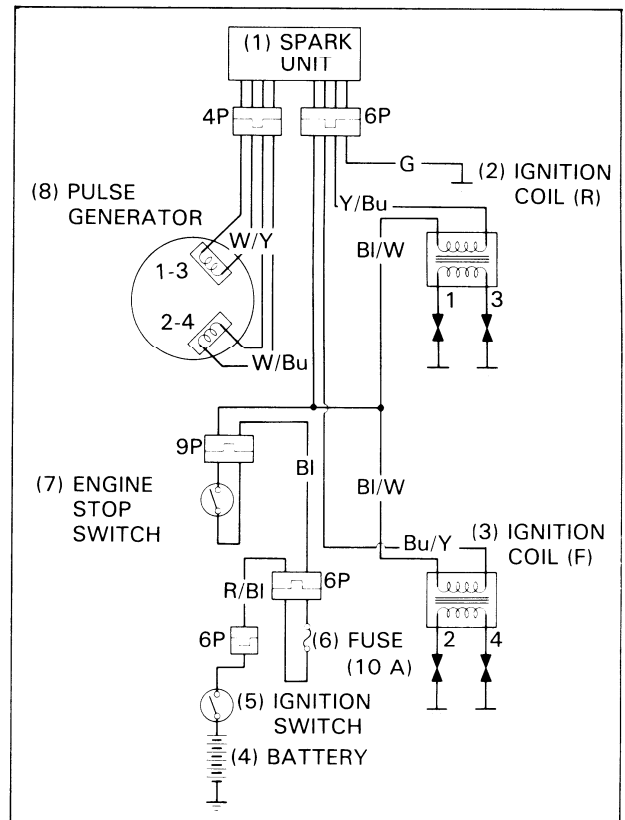 (1) SPARK
UNIT
4P
6P
G
(2) IGNITION
COIL (R)
(8) PULSE
GENERATOR
Y/Bu
W/Y
Bl/W
1-3
1
3
2-4
W/Bu
9P
Bl
(7) ENGINE
STOP
SWITCH
Bl/W
(3) IGNITION
COIL (F)
Bu/Y
R/Bl
6P
6P
(6) FUSE
(10 A)
2
4
(5) IGNITION
SWITCH
(4) BATTERY